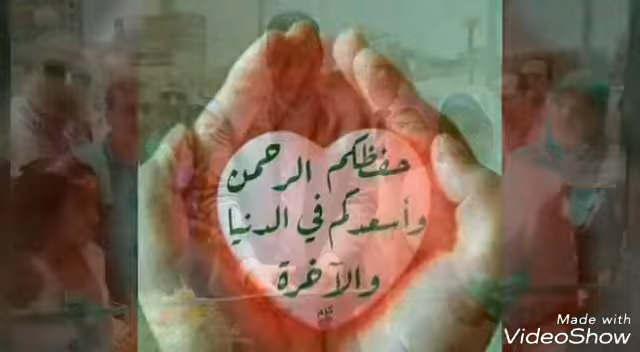 حفظكم الرحمن
وأسعدكم في الدنيا
والآخرة
Made with
VideoShow